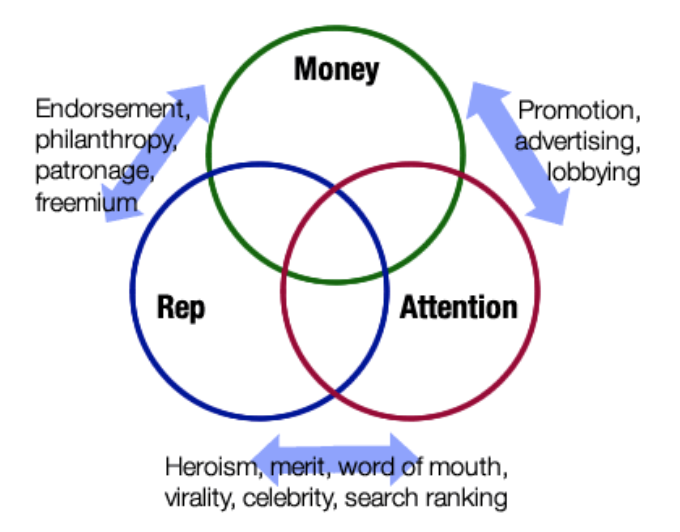 Money
Endorsement,
philanthropy,
patronage,
freemium
Promotion,
advertising,
lobbying
Rep
Attention
Heroism, merit, word of mouth,
virality, celebrity, search ranking